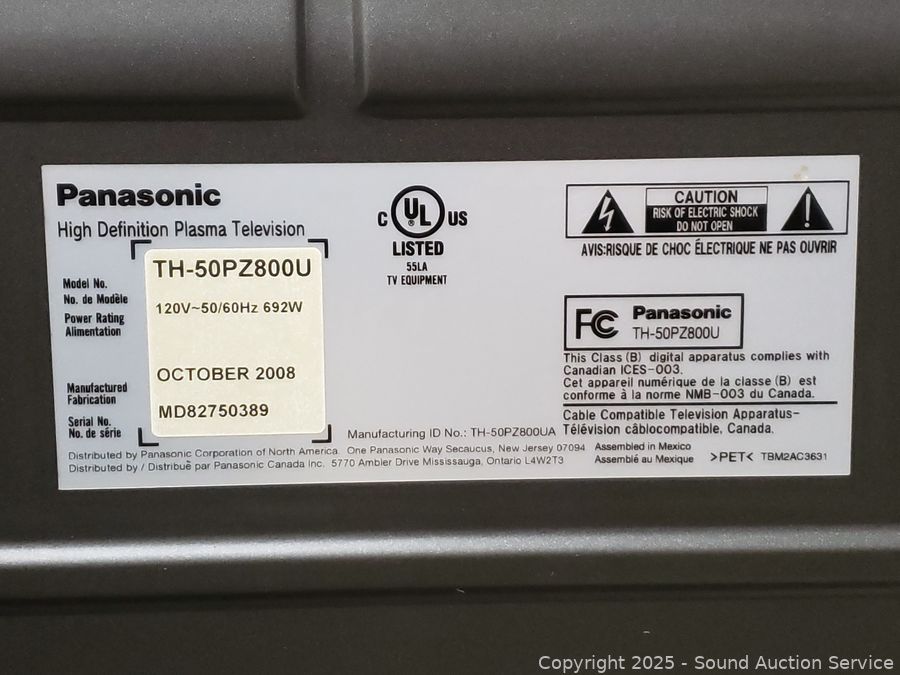 Panasonic
High Definition Plasma Television
Model No.
No. de Modèle
TH-50PZ800U
Power Rating
Alimentation
120V~50/60Hz 692W
Manufactured
Fabrication
OCTOBER 2008
Serial No.
No. de série
MD82750389
C UL US
LISTED
55LA
TV EQUIPMENT
CAUTION
RISK OF ELECTRIC SHOCK
DO NOT OPEN
AVIS:RISQUE DE CHOC ÉLECTRIQUE NE PAS OUVRIR
FC Panasonic
TH-50PZ800U
This Class (B) digital apparatus complies with
Canadian ICES-003.
Cet appareil numérique de la classe (B) est
conforme à la norme NMB-003 du Canada.
Cable Compatible Television Apparatus-
Télévision câblocompatible, Canada.
Manufacturing ID No.: TH-50PZ800UA
Distributed by Panasonic Corporation of North America. One Panasonic Way Secaucus, New Jersey 07094
Distributed by / Distribué par Panasonic Canada Inc. 5770 Ambler Drive Mississauga, Ontario L4W2T3
Assembled in Mexico
Assemblé au Mexique
>PET< TBM2AC3631
Copyright 2025 - Sound Auction Service